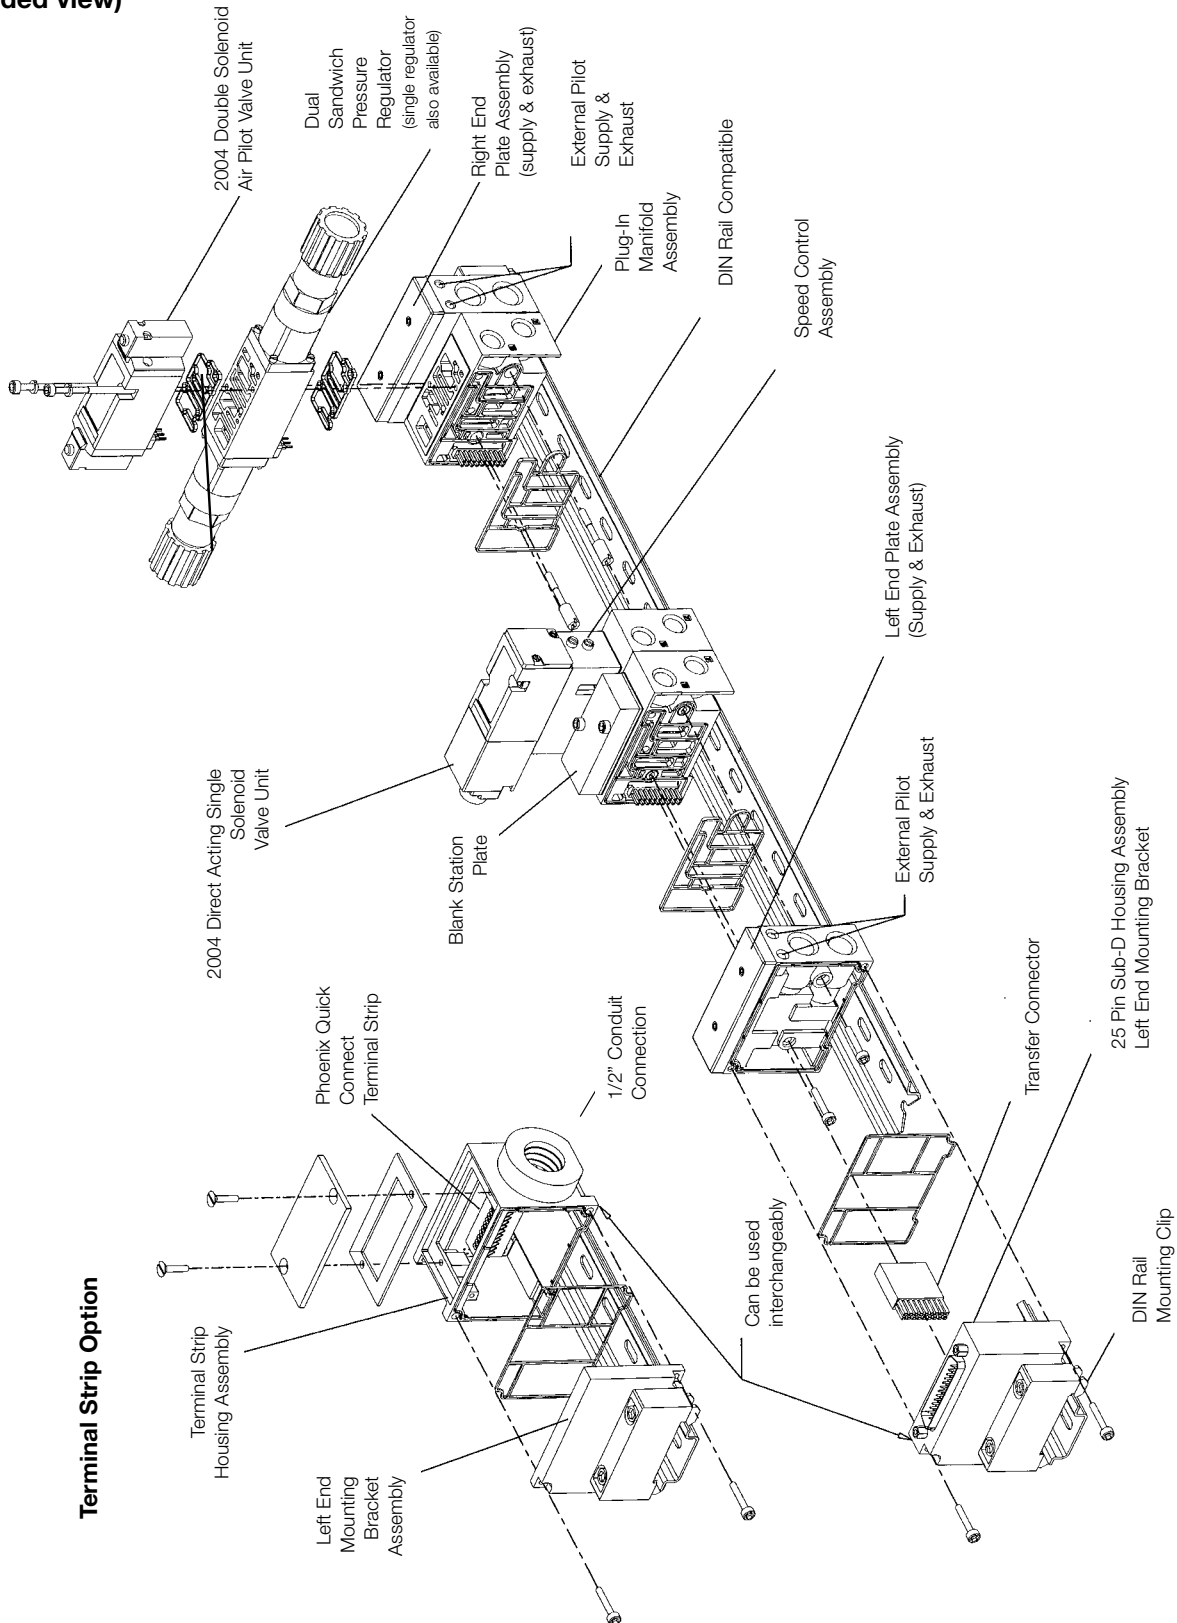 ded view)
2004 Double Solenoid
Air Pilot Valve Unit
Dual
Sandwich
Pressure
Regulator
(single regulator
also available)
Right End
Plate Assembly
(supply & exhaust)
External Pilot
Supply &
Exhaust
Plug-In
Manifold
Assembly
DIN Rail Compatible
Speed Control
Assembly
2004 Direct Acting Single
Solenoid
Valve Unit
Blank Station
Plate
Left End Plate Assembly
(Supply & Exhaust)
External Pilot
Supply & Exhaust
Phoenix Quick
Connect
Terminal Strip
1/2” Conduit
Connection
Transfer Connector
25 Pin Sub-D Housing Assembly
Left End Mounting Bracket
Terminal Strip Option
Terminal Strip
Housing Assembly
Left End
Mounting
Bracket
Assembly
Can be used
interchangeably
DIN Rail
Mounting Clip